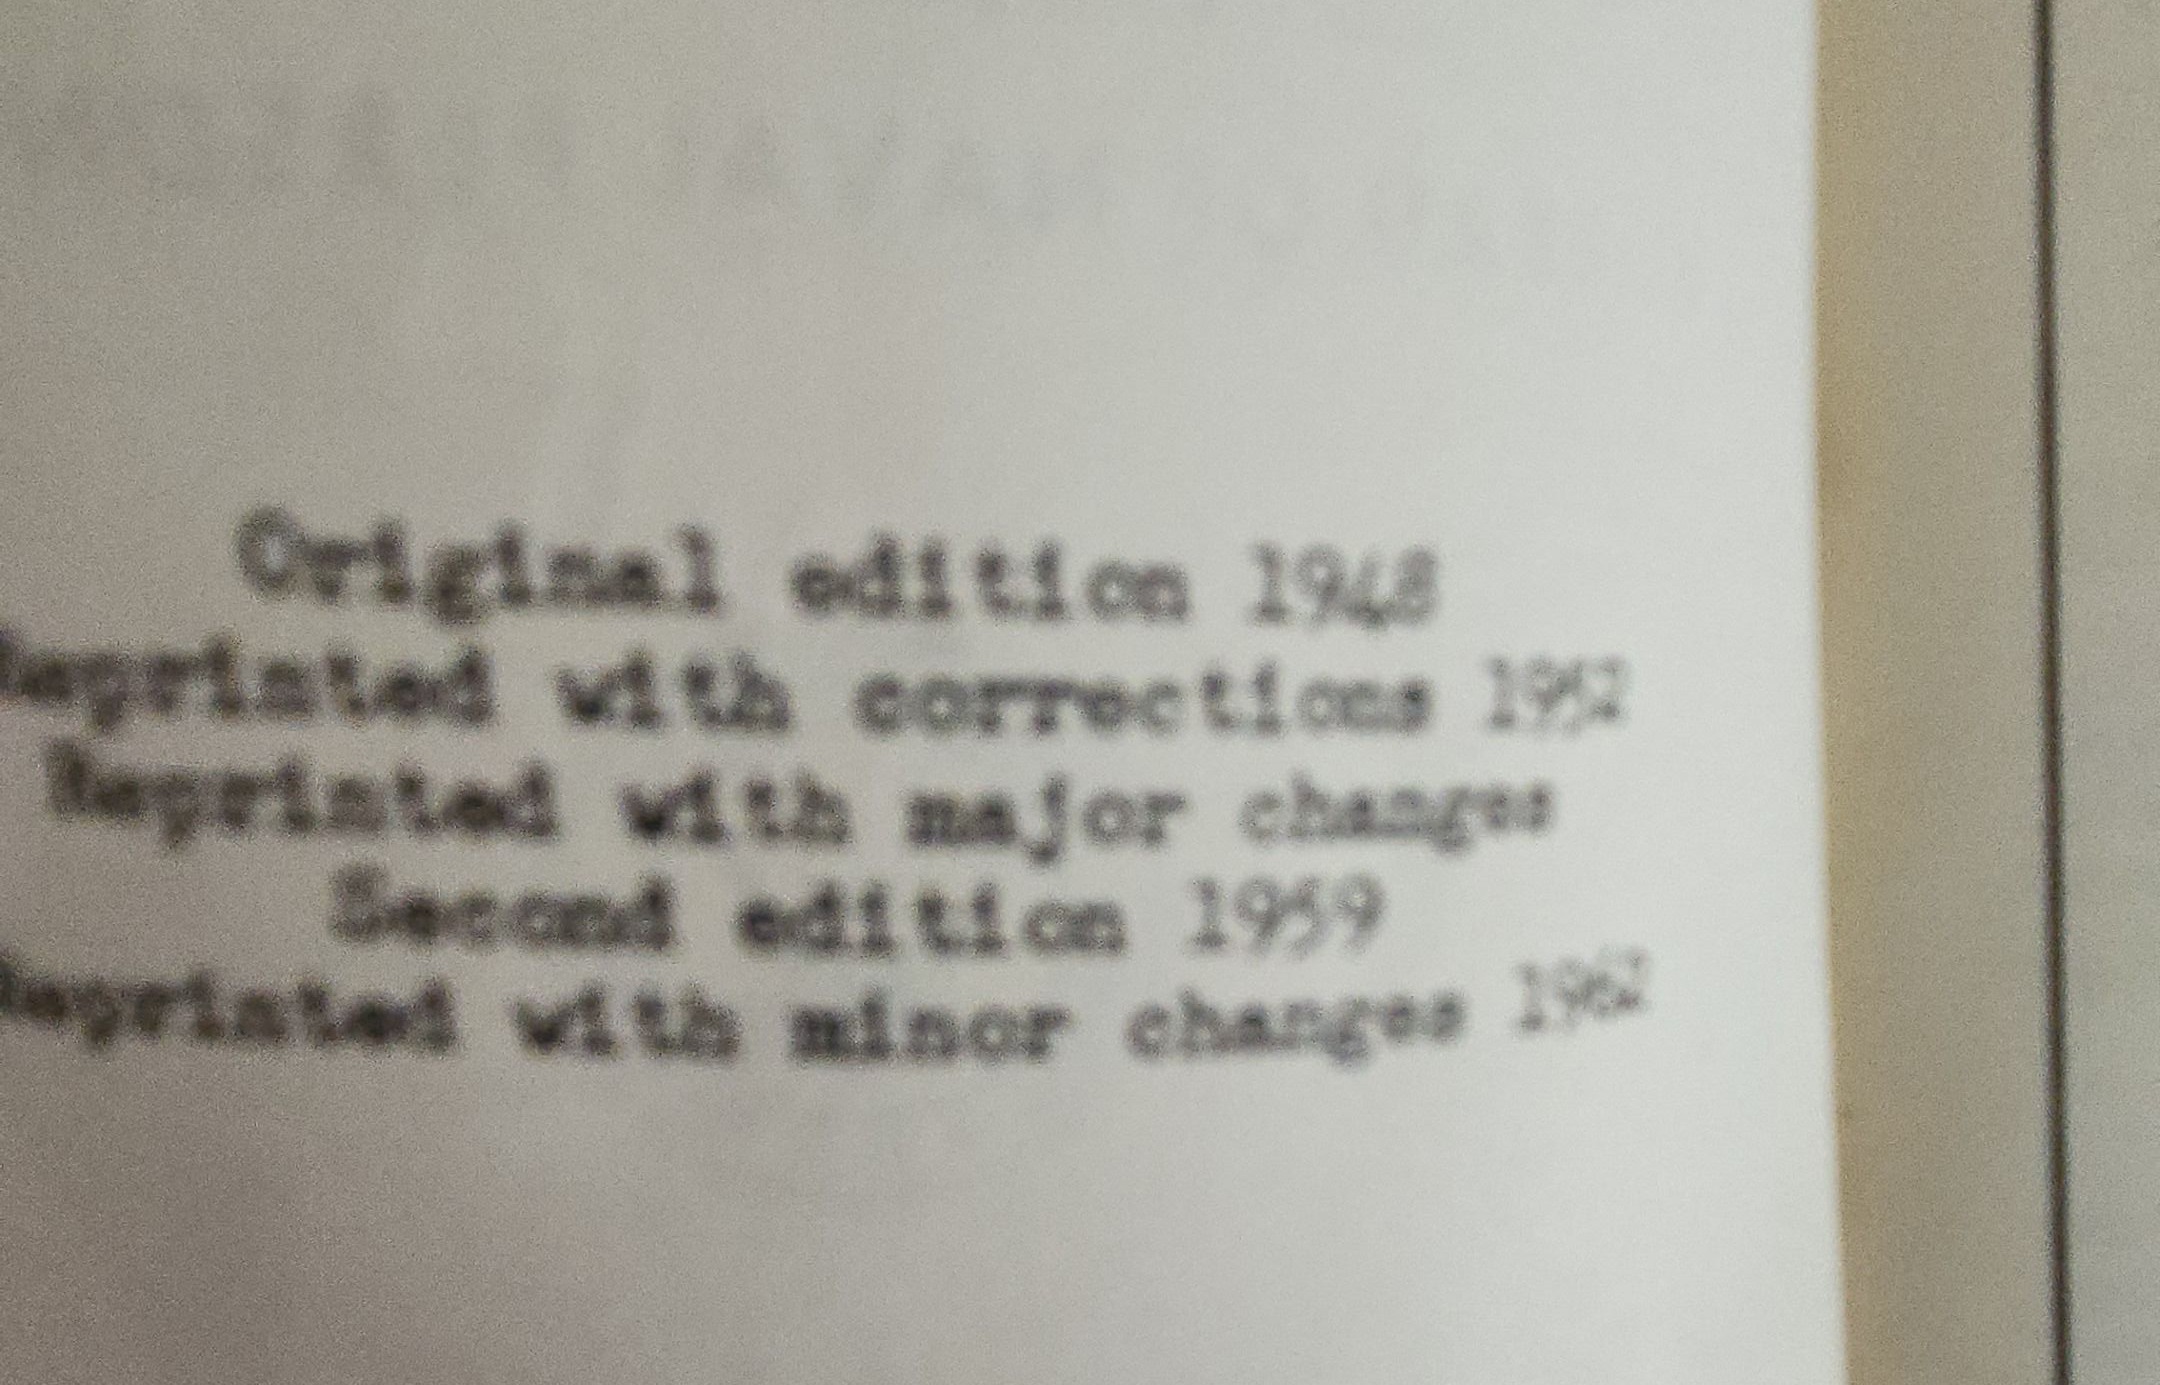 Original edition 1948
Reprinted with corrections 1952
Reprinted with major changes
Second edition 1959
Reprinted with minor changes 1962